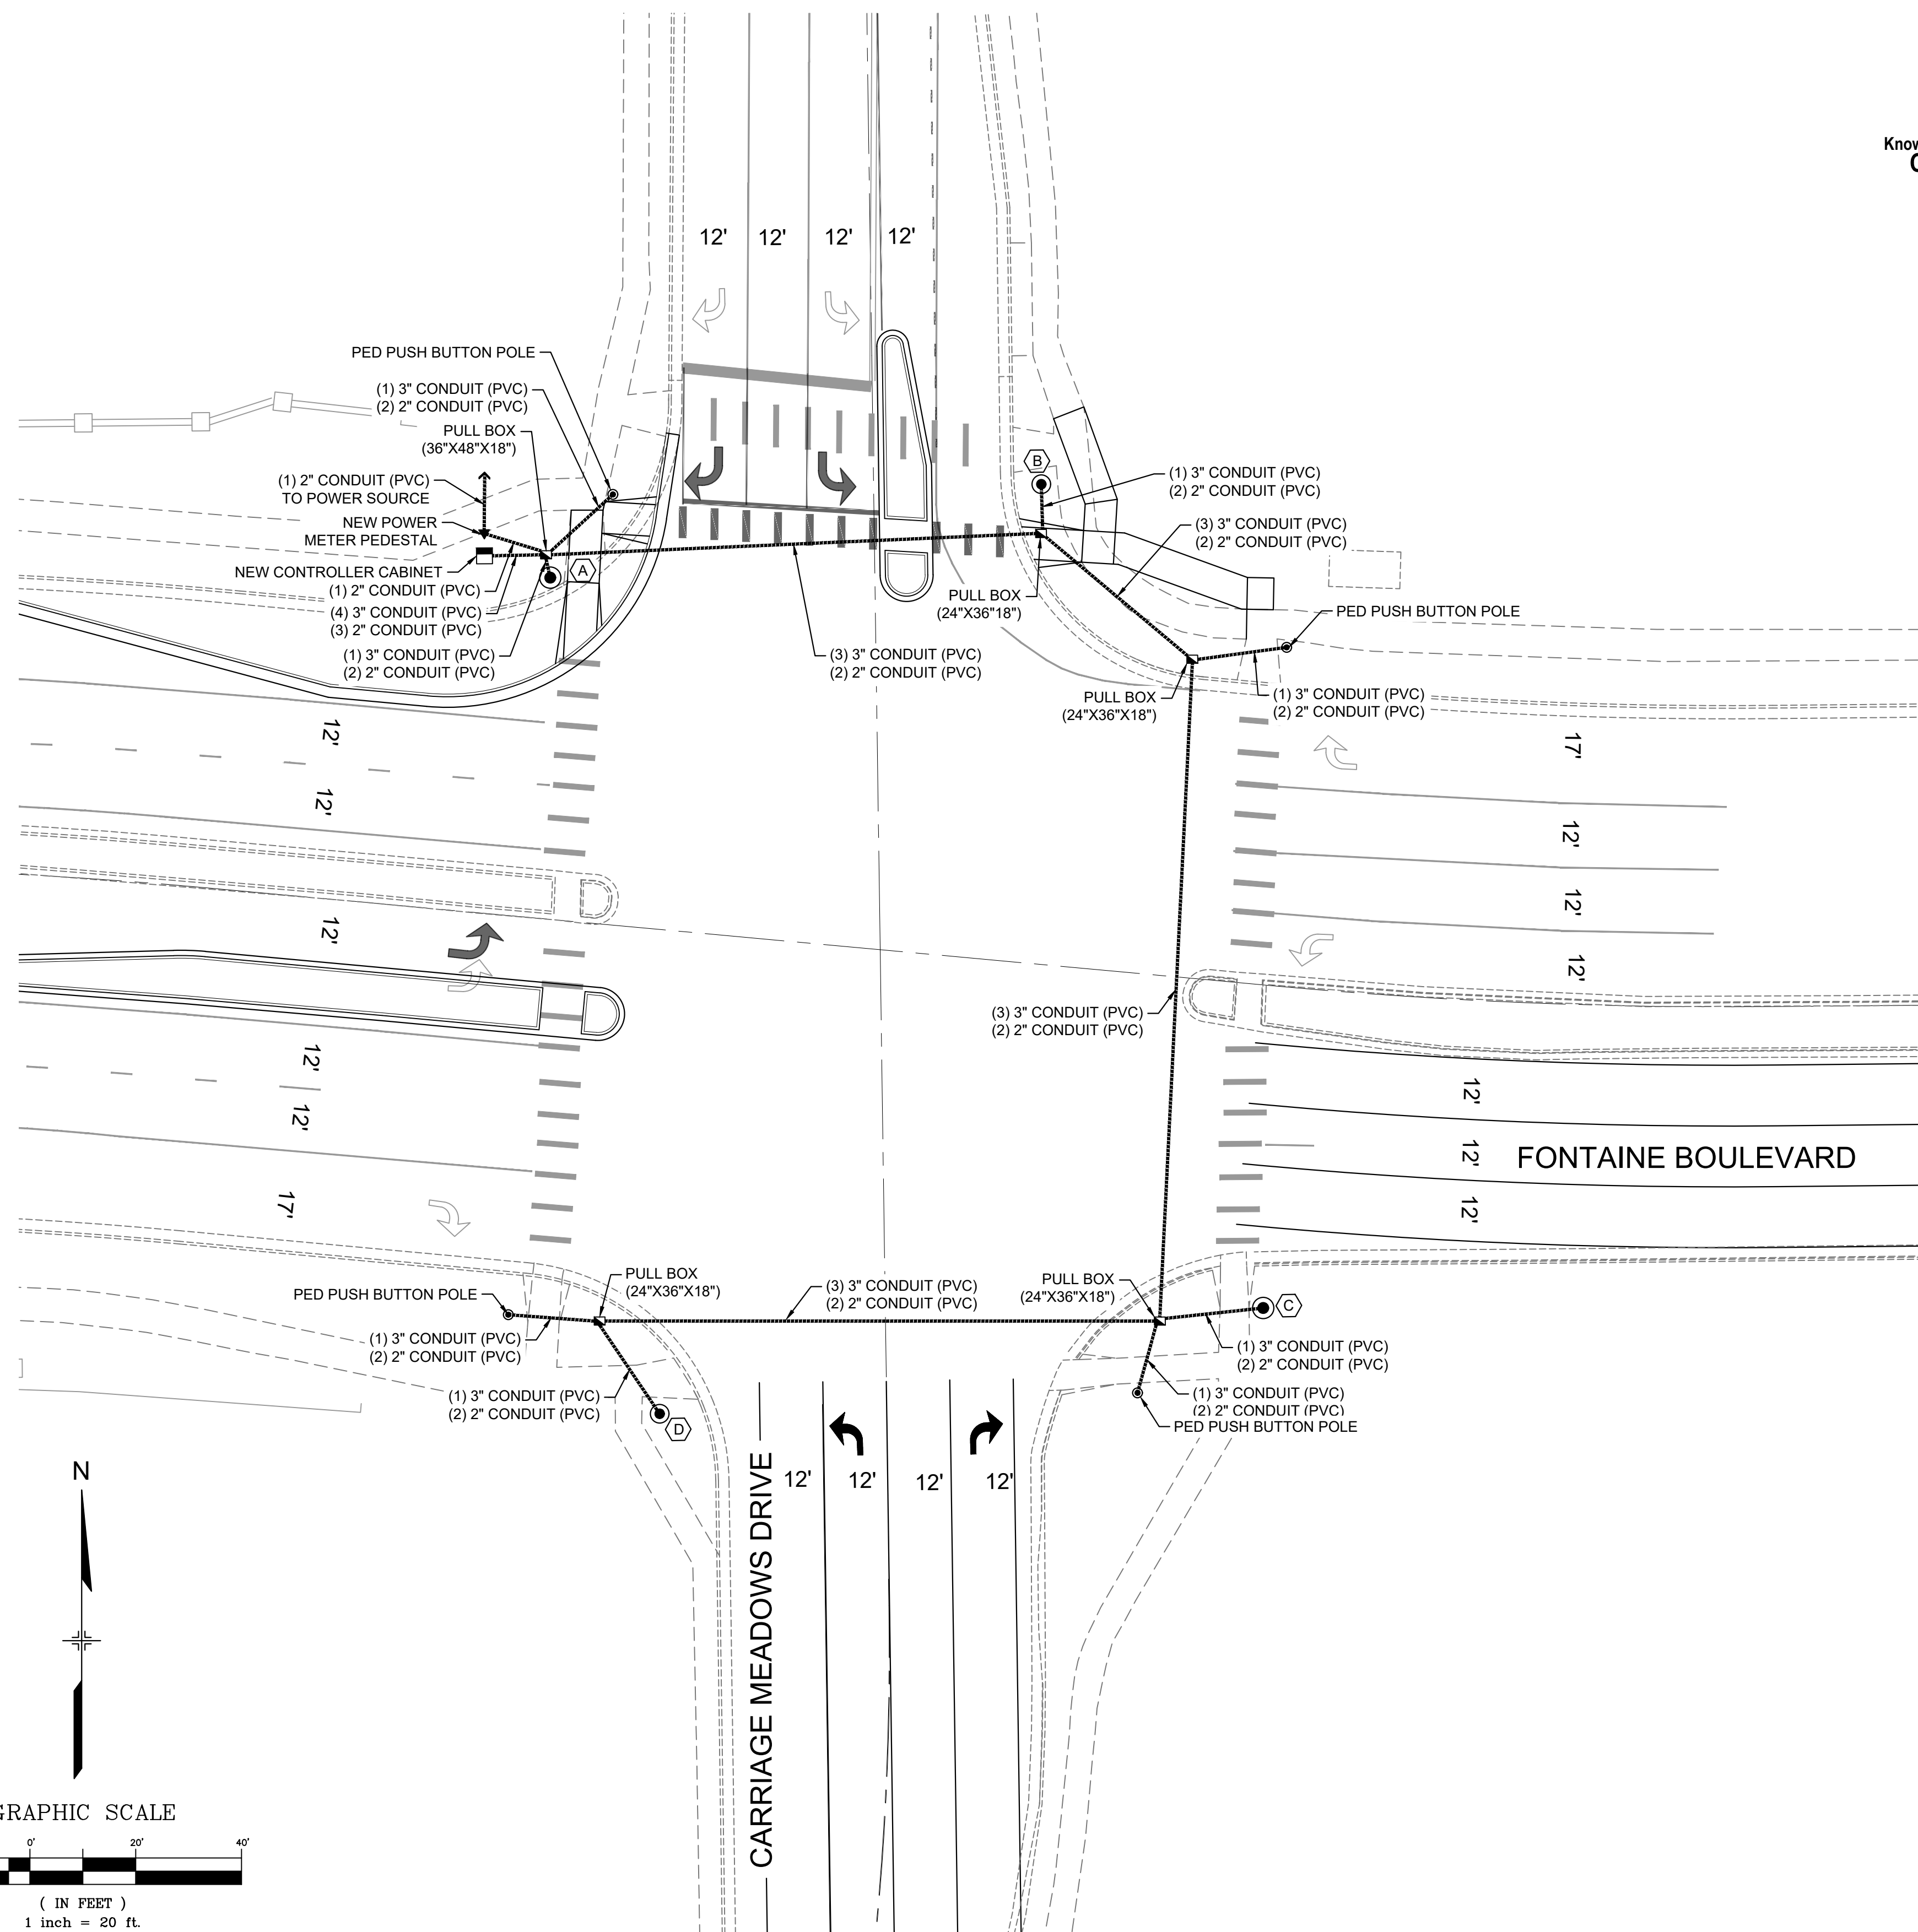 Know
12' 12' 12' 12'
PED PUSH BUTTON POLE
(1) 3" CONDUIT (PVC)
(2) 2" CONDUIT (PVC)
PULL BOX
(36"X48"X18")
(1) 2" CONDUIT (PVC)
TO POWER SOURCE
NEW POWER
METER PEDESTAL
NEW CONTROLLER CABINET
(1) 2" CONDUIT (PVC)
(4) 3" CONDUIT (PVC)
(3) 2" CONDUIT (PVC)
(1) 3" CONDUIT (PVC)
(2) 2" CONDUIT (PVC)
A
B
(1) 3" CONDUIT (PVC)
(2) 2" CONDUIT (PVC)
(3) 3" CONDUIT (PVC)
(2) 2" CONDUIT (PVC)
PULL BOX
(24"X36"18")
PED PUSH BUTTON POLE
(3) 3" CONDUIT (PVC)
(2) 2" CONDUIT (PVC)
PULL BOX
(24"X36"X18")
(1) 3" CONDUIT (PVC)
(2) 2" CONDUIT (PVC)
12'
12'
12'
12'
12'
17'
17'
12'
12'
12'
(3) 3" CONDUIT (PVC)
(2) 2" CONDUIT (PVC)
12'
12'
12'
FONTAINE BOULEVARD
PULL BOX
(24"X36"X18")
PED PUSH BUTTON POLE
(3) 3" CONDUIT (PVC)
(2) 2" CONDUIT (PVC)
PULL BOX
(24"X36"X18")
C
(1) 3" CONDUIT (PVC)
(2) 2" CONDUIT (PVC)
(1) 3" CONDUIT (PVC)
(2) 2" CONDUIT (PVC)
(1) 3" CONDUIT (PVC)
(2) 2" CONDUIT (PVC)
D
(1) 3" CONDUIT (PVC)
(2) 2" CONDUIT (PVC)
PED PUSH BUTTON POLE
12' 12' 12' 12'
CARRIAGE MEADOWS DRIVE
N
GRAPHIC SCALE
0' 20' 40'
( IN FEET )
1 inch = 20 ft.